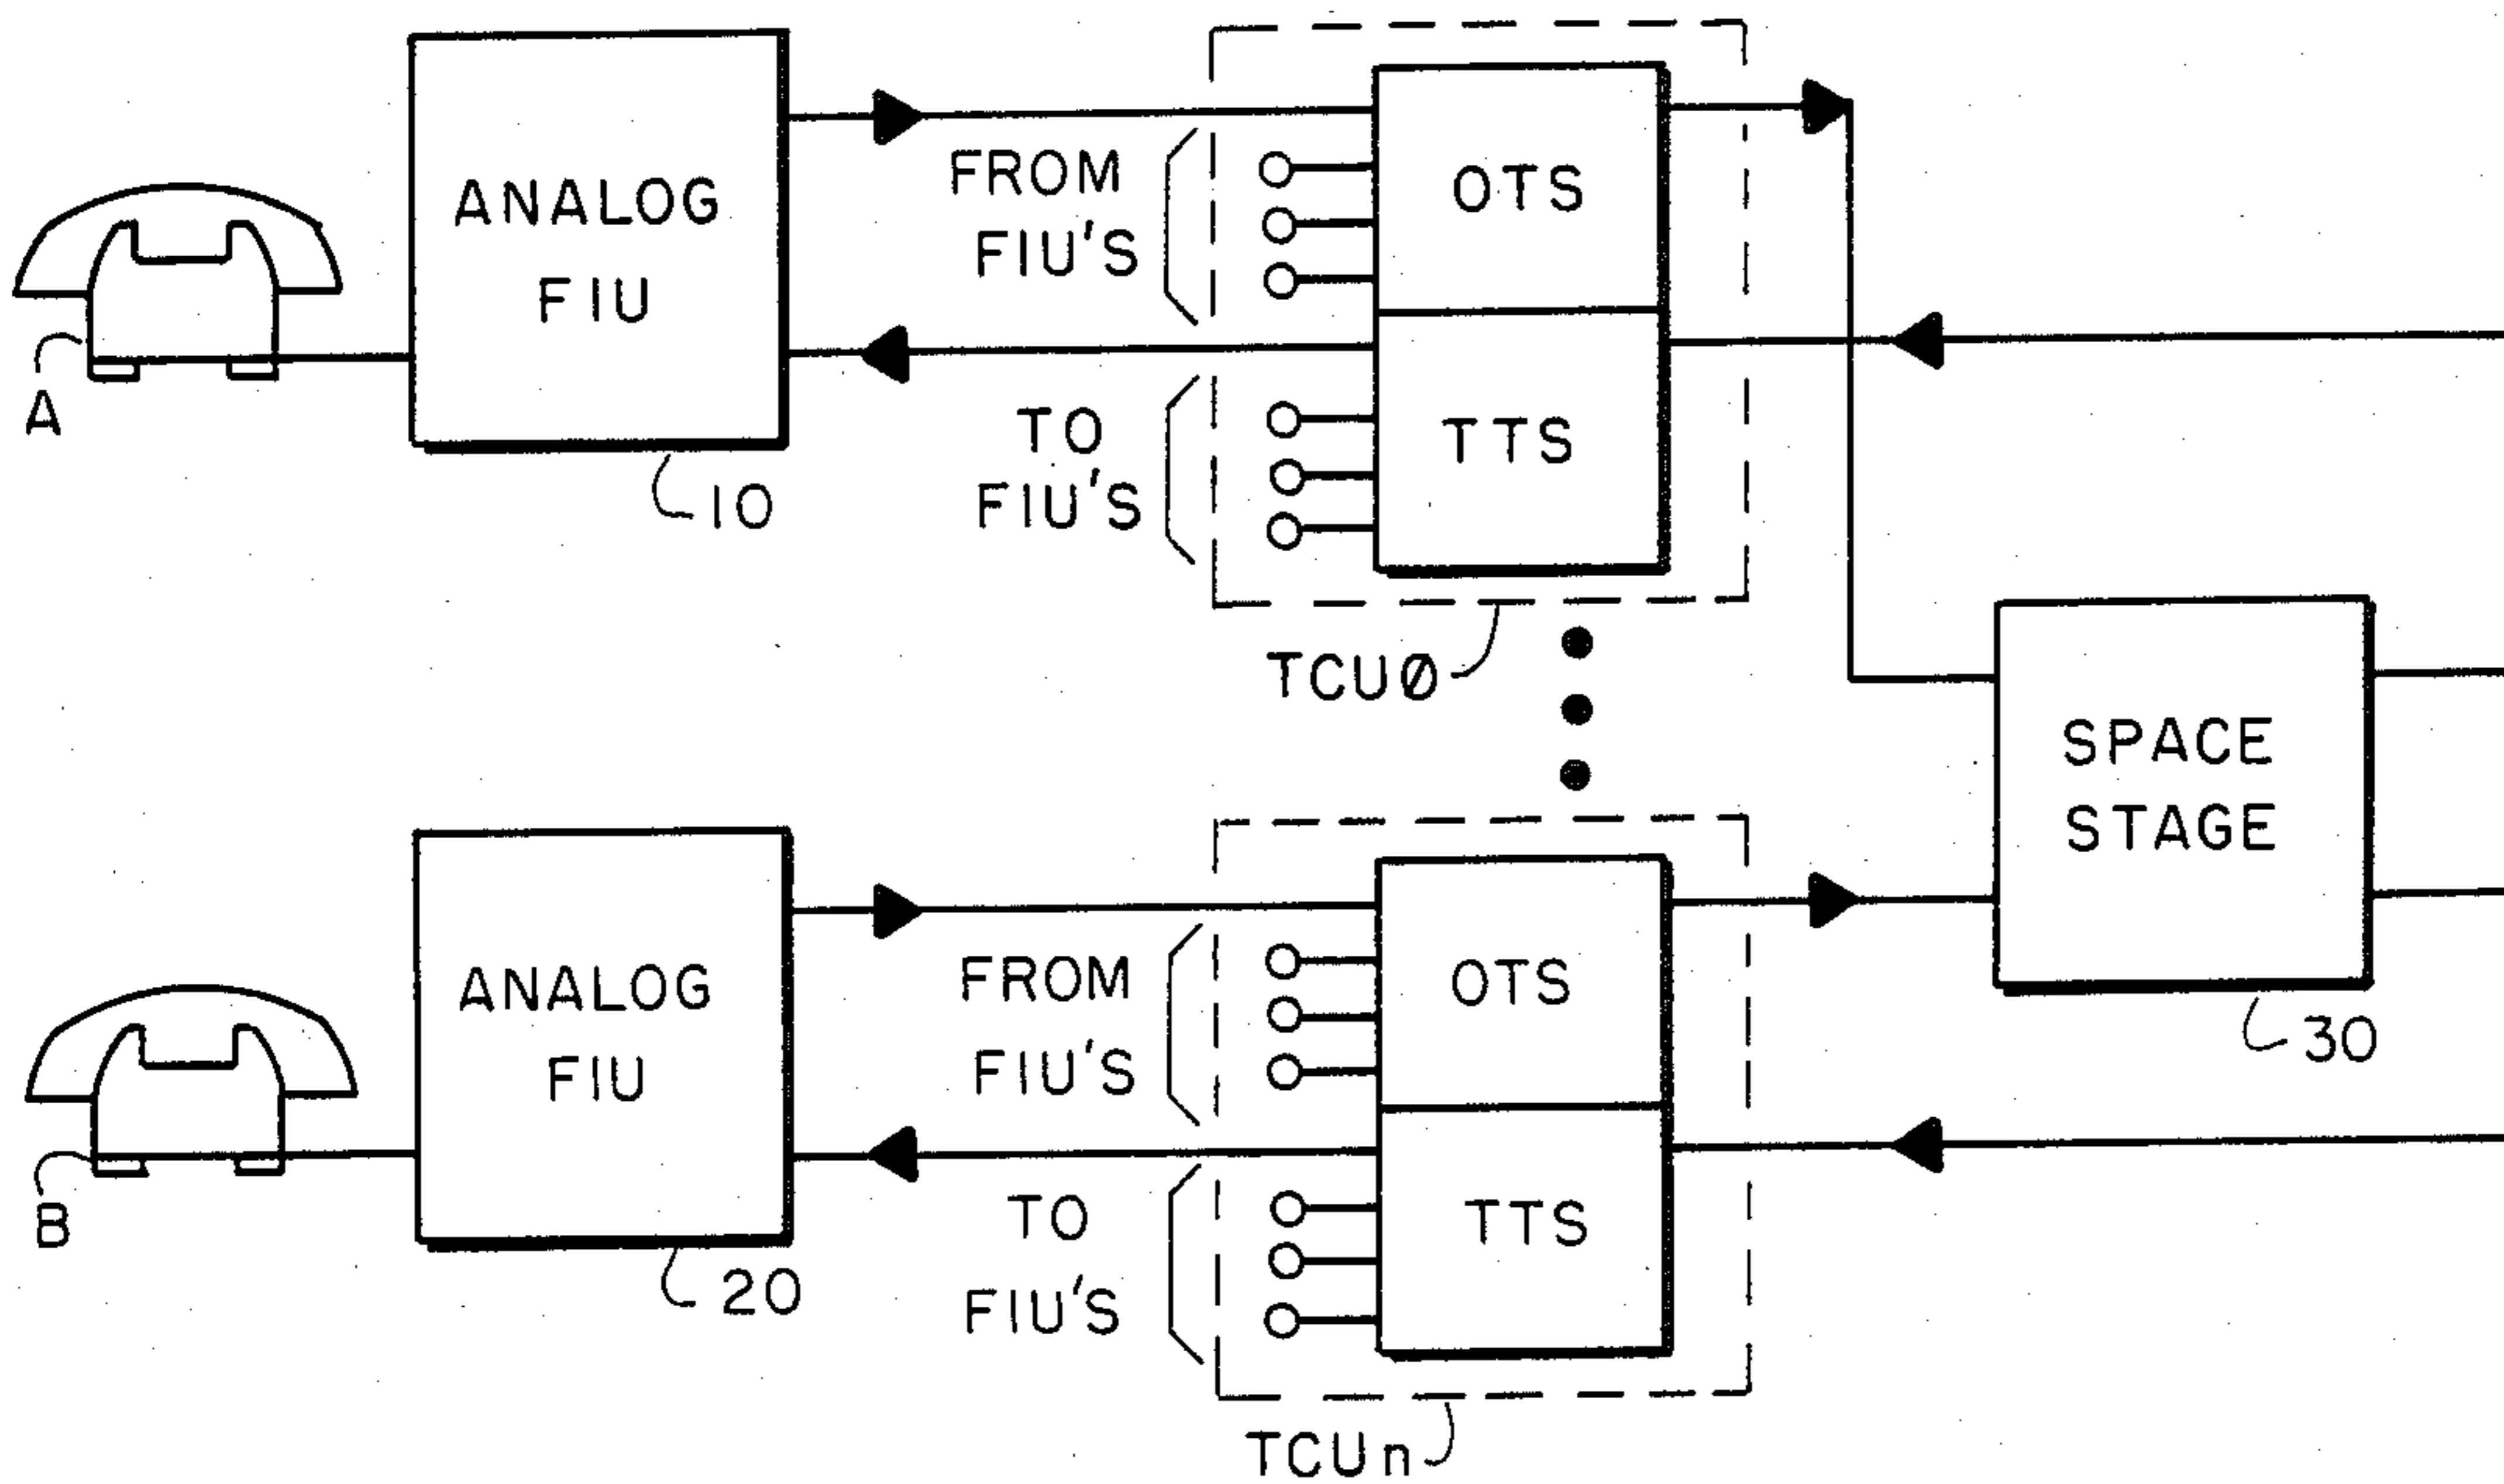 ANALOG
FIU
10
A
FROM
FIU'S
TO
FIU'S
OTS
TTS
TCU0
SPACE
STAGE
30
ANALOG
FIU
20
B
FROM
FIU'S
TO
FIU'S
OTS
TTS
TCUn